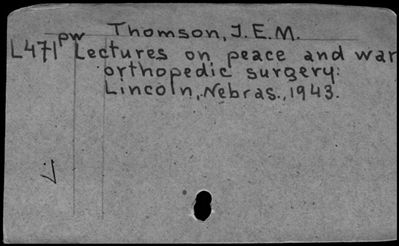 pw Thomson, J.E.M.
L471 Lectures on peace and war
orthopedic surgery.
Lincoln, Nebras., 1943.